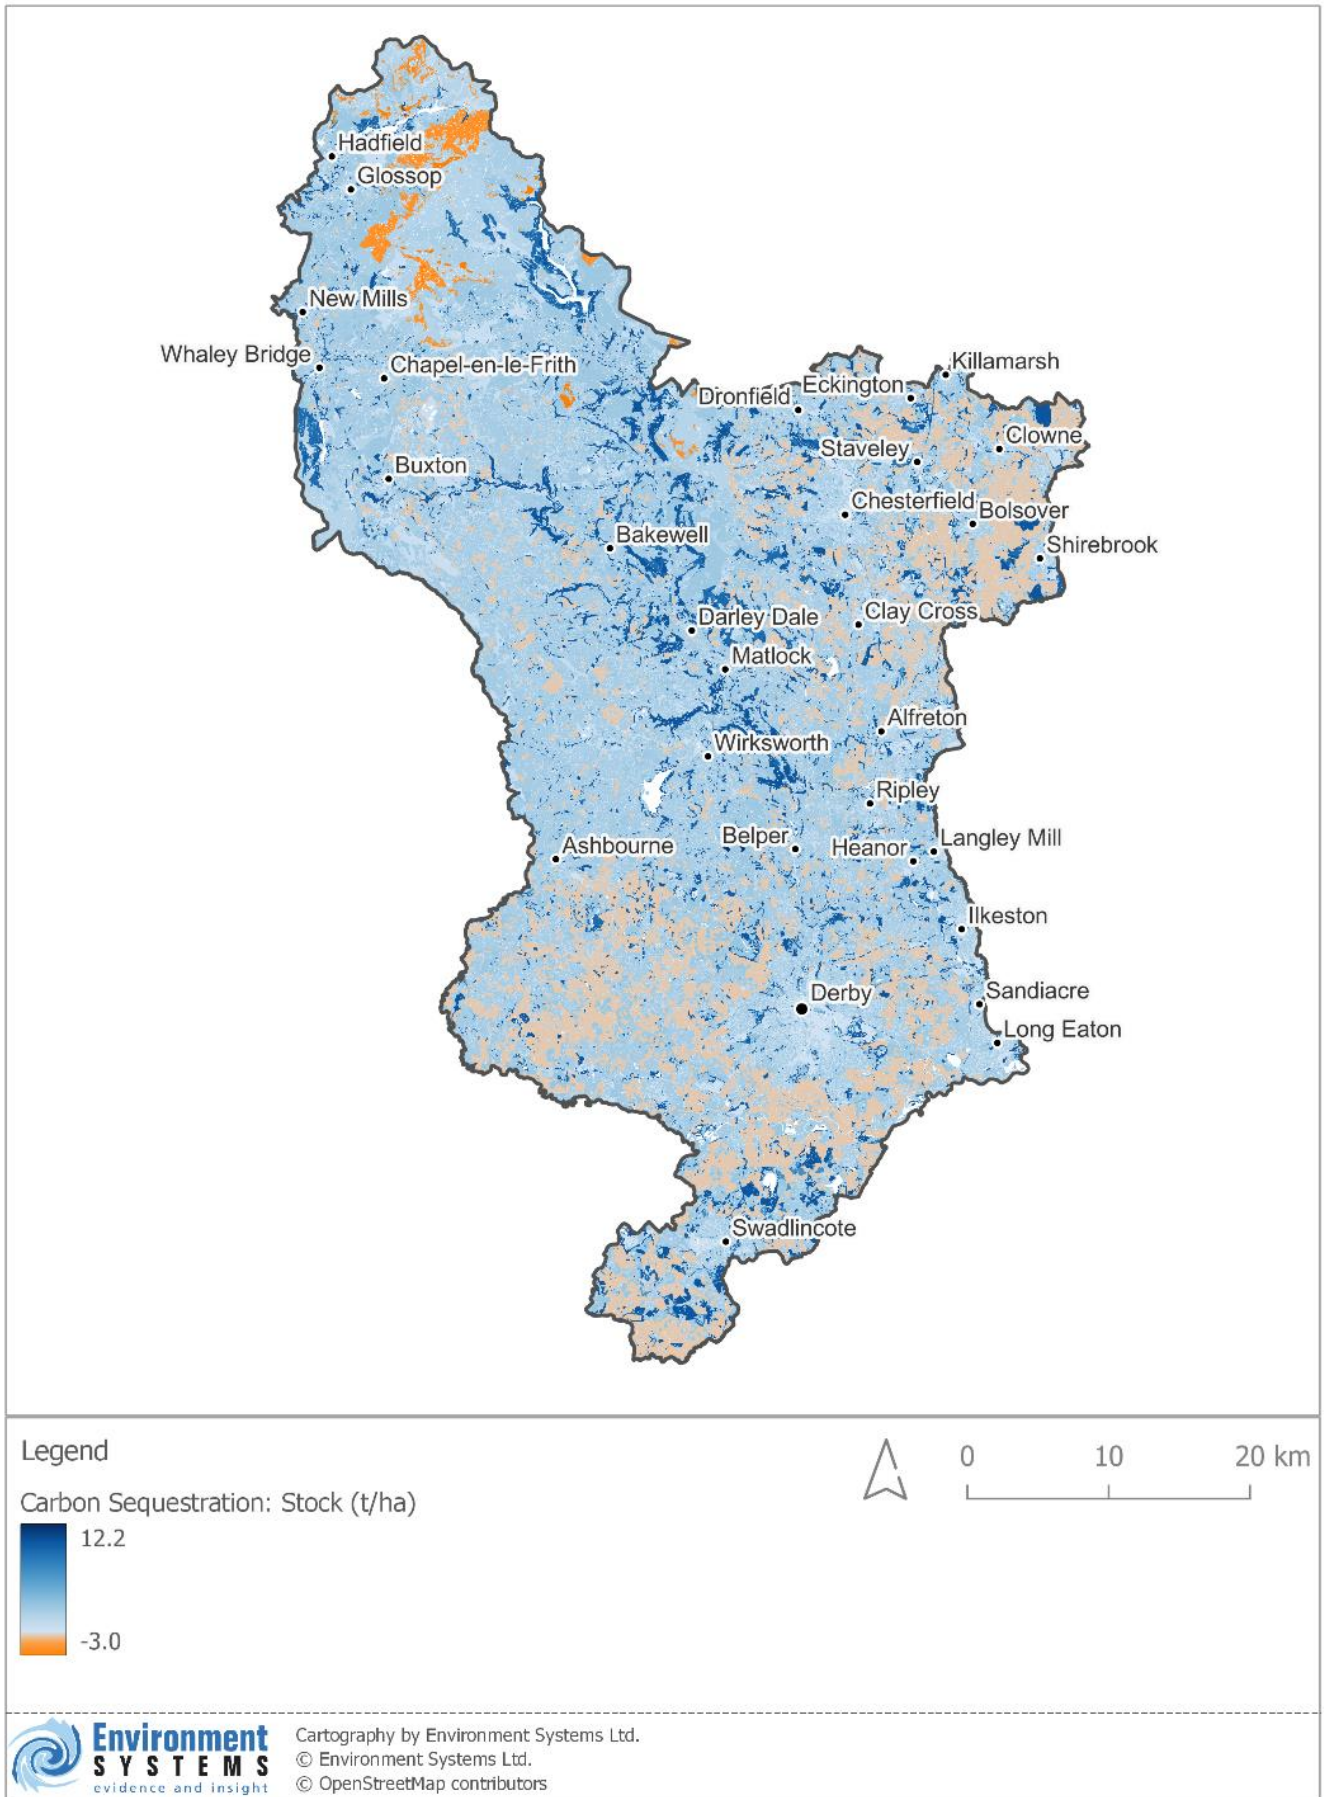 Hadfield
Glossop
New Mills
Whaley Bridge
Chapel-en-le-Frith
Killamarsh
Dronfield
Eckington
Clowne
Staveley
Buxton
Chesterfield
Bolsover
Bakewell
Shirebrook
Darley Dale
Clay Cross
Matlock
Alfreton
Wirksworth
Ripley
Ashbourne
Belper
Heanor
Langley Mill
Ilkeston
Derby
Sandiacre
Long Eaton
Swadlincote
Legend
0 10 20 km
Carbon Sequestration: Stock (t/ha)
12.2
-3.0
Environment
SYSTEMS
evidence and insight
Cartography by Environment Systems Ltd.
© Environment Systems Ltd.
© OpenStreetMap contributors